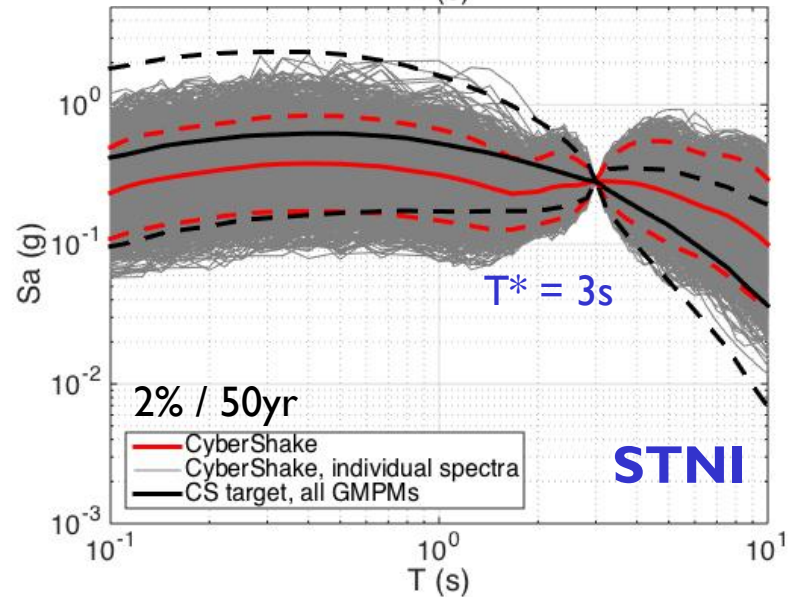 Sa (g)
10⁰
10⁻¹
10⁻²
10⁻³
T* = 3s
2% / 50yr
CyberShake
CyberShake, individual spectra
CS target, all GMPMs
STNI
10⁻¹
10⁰
10¹
T (s)